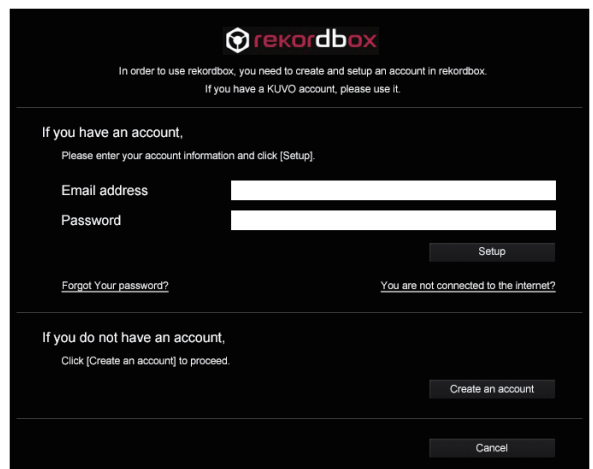 rekordbox
In order to use rekordbox, you need to create and setup an account in rekordbox.
If you have a KUVO account, please use it.
If you have an account,
Please enter your account information and click [Setup].
Email address
Password
Setup
Forgot Your password?
You are not connected to the internet?
If you do not have an account,
Click [Create an account] to proceed.
Create an account
Cancel